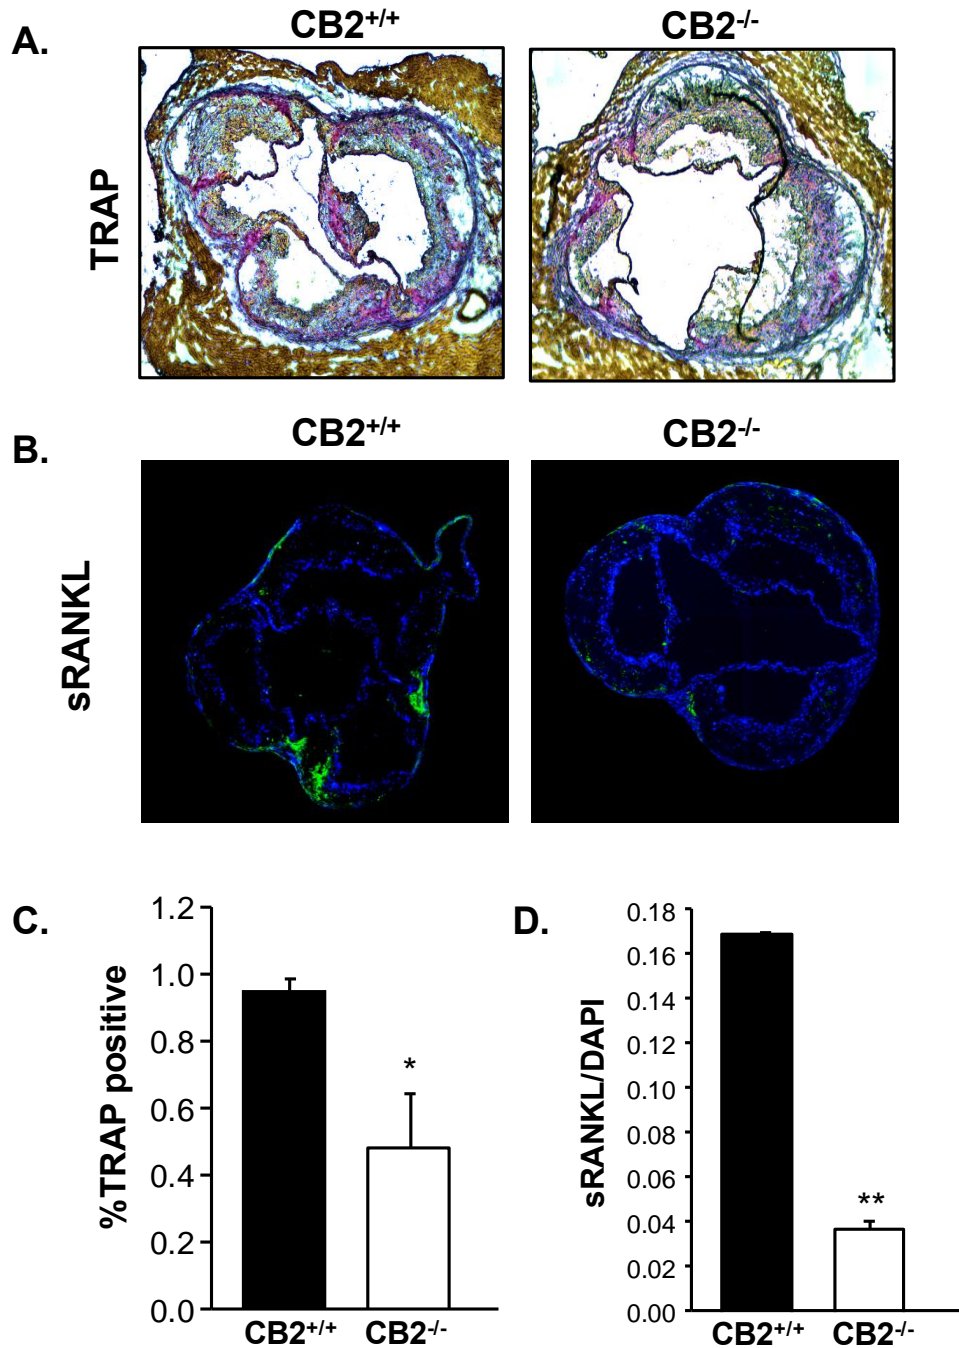 A.
CB2+/+
CB2-/-
TRAP
B.
CB2+/+
CB2-/-
sRANKL
C.
%TRAP positive
1.2
1.0
0.8
0.6
0.4
0.2
0.0
*
CB2+/+
CB2-/-
D.
sRANKL/DAPI
0.18
0.16
0.14
0.12
0.10
0.08
0.06
0.04
0.02
0.00
**
CB2+/+
CB2-/-